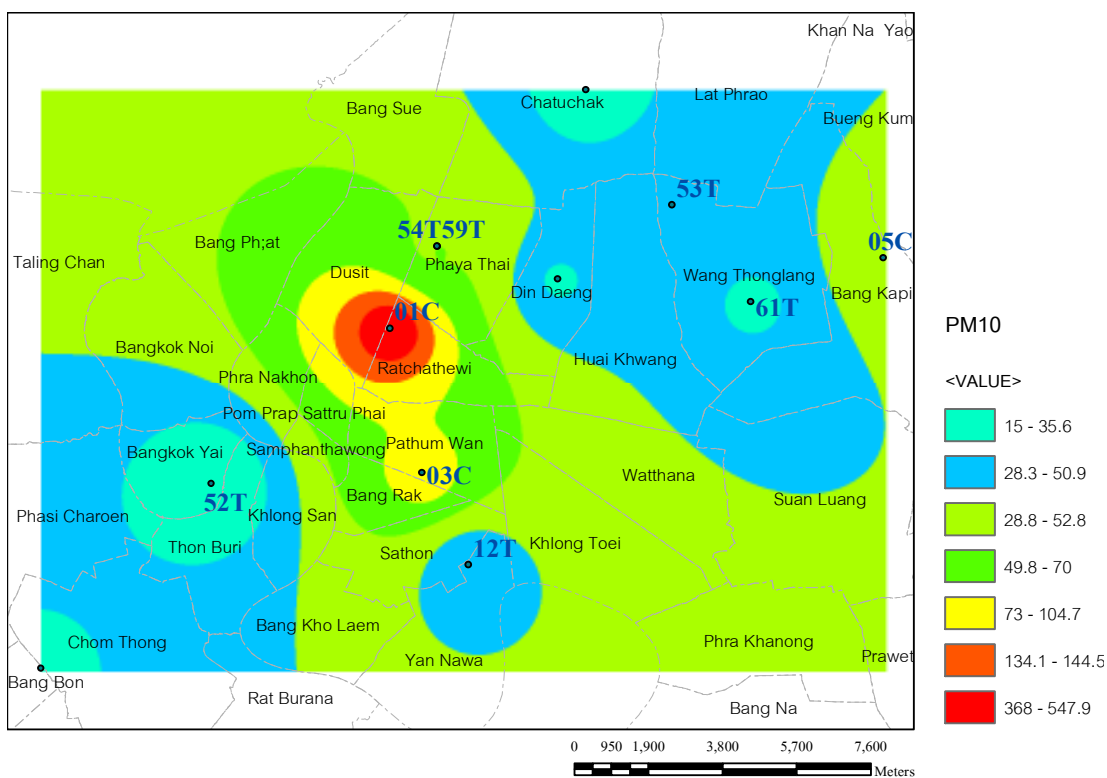 Khan Na Yao
Chatuchak
Lat Phrao
Bang Sue
Bueng Kum
53T
54T59T
05C
Bang Ph;at
Taling Chan
Phaya Thai
Dusit
Wang Thonglang
Din Daeng
Bang Kapi
61T
01C
Bangkok Noi
Huai Khwang
Ratchathewi
Phra Nakhon
Pom Prap Sattru Phai
Pathum Wan
Bangkok Yai
Samphanthawong
03C
Watthana
52T
Bang Rak
Suan Luang
Phasi Charoen
Khlong San
Thon Buri
Sathon
12T
Khlong Toei
Bang Kho Laem
Chom Thong
Phra Khanong
Yan Nawa
Prawet
Bang Bon
Rat Burana
Bang Na
PM10
<VALUE>
15 - 35.6
28.3 - 50.9
28.8 - 52.8
49.8 - 70
73 - 104.7
134.1 - 144.5
368 - 547.9
0 950 1,900 3,800 5,700 7,600
Meters